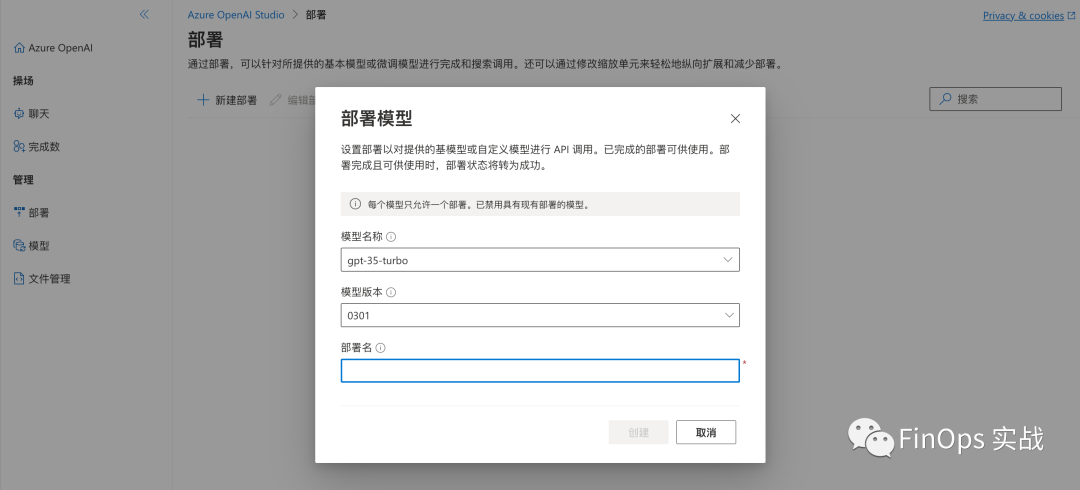 Azure OpenAI Studio > 部署
Privacy & cookies
Azure OpenAI
部署
通过部署，可以针对所提供的基本模型或微调模型进行完成和搜索调用。还可以通过修改缩放单元来轻松地纵向扩展和减少部署。
操场
聊天
完成数
管理
部署
模型
文件管理
新建部署
编辑部
搜索
部署模型
设置部署以对提供的基模型或自定义模型进行 API 调用。已完成的部署可供使用。部
署完成且可供使用时，部署状态将转为成功。
每个模型只允许一个部署。已禁用具有现有部署的模型。
模型名称
gpt-35-turbo
模型版本
0301
部署名
*
创建
取消
FinOps 实战